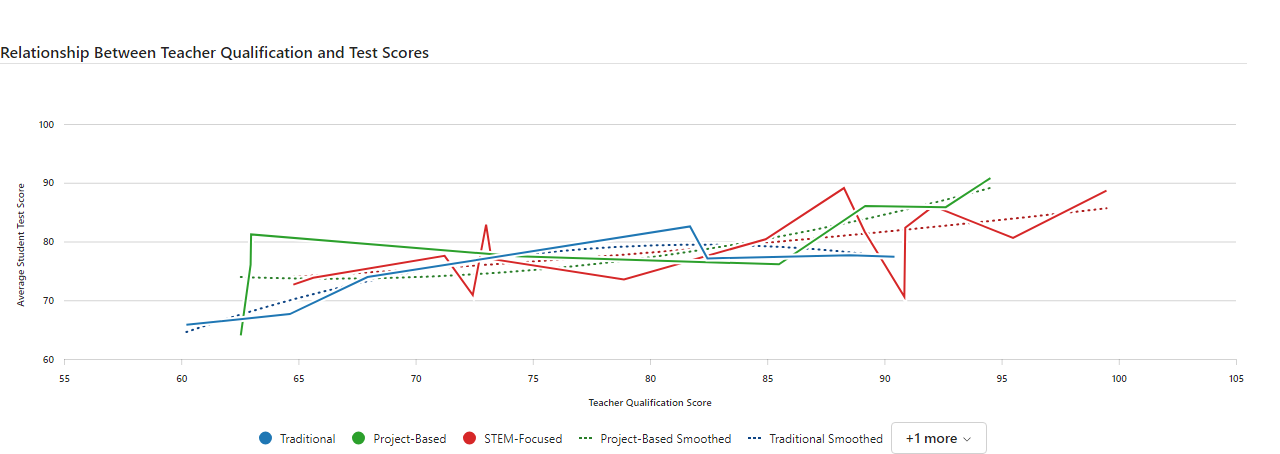 Relationship Between Teacher Qualification and Test Scores
Average Student Test Score
100
90
80
70
60
55 60 65 70 75 80 85 90 95 100 105
Teacher Qualification Score
Traditional Project-Based STEM-Focused Project-Based Smoothed Traditional Smoothed +1 more